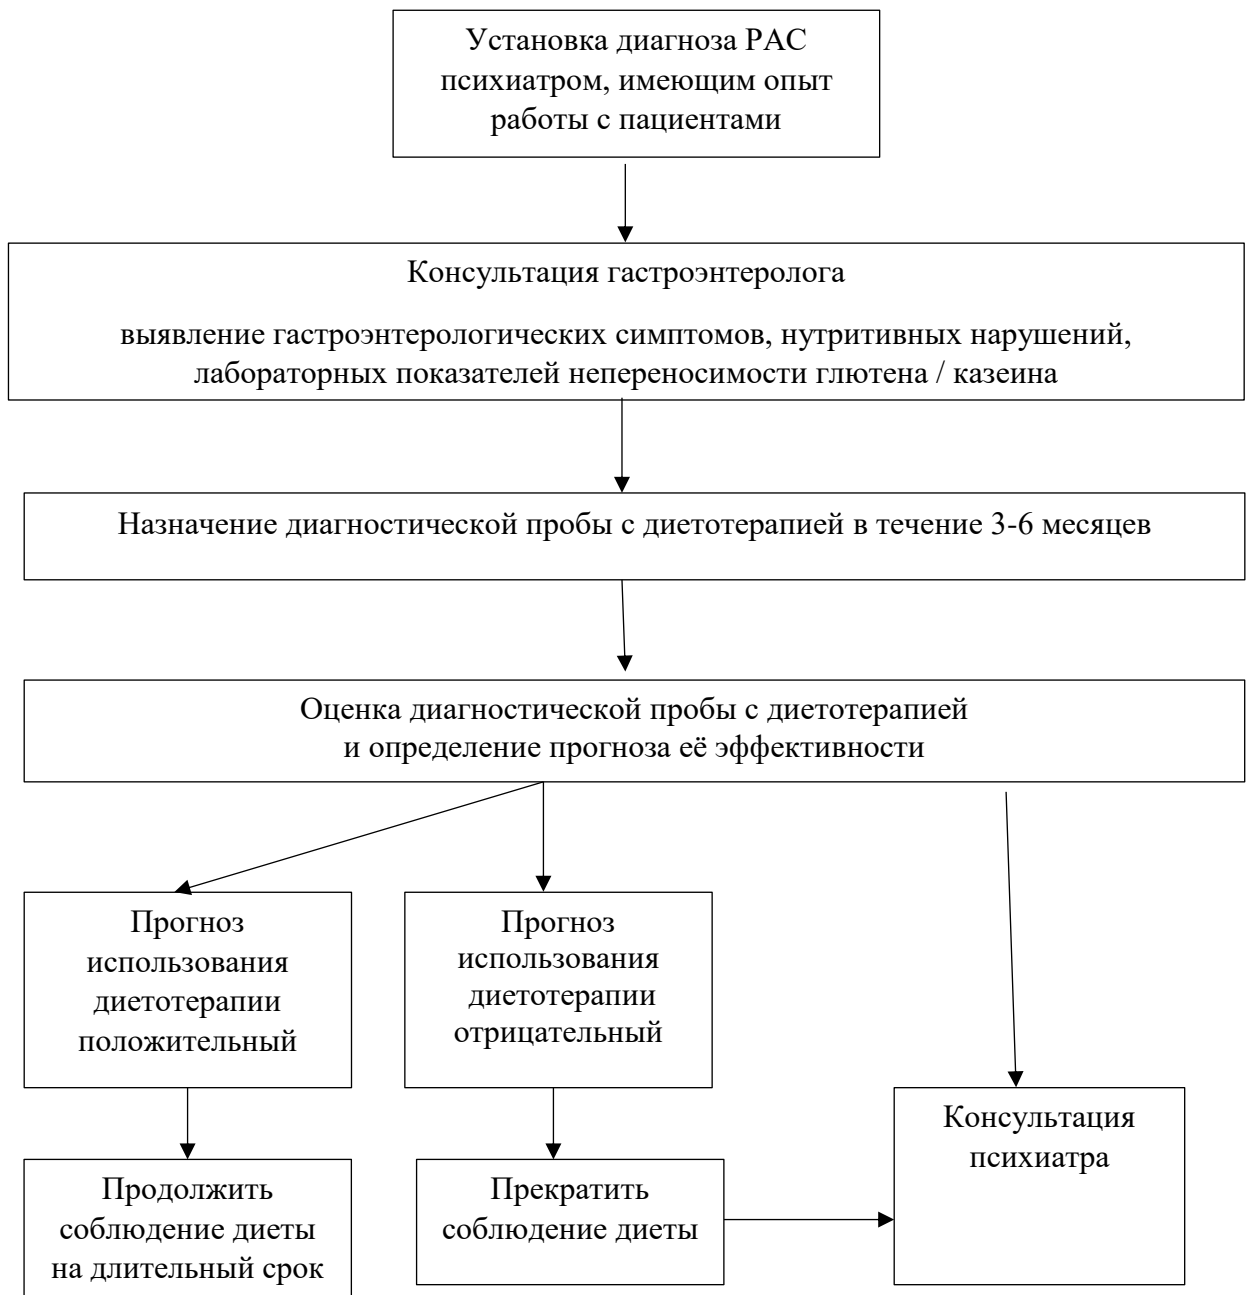 Установка диагноза РАС
психиатром, имеющим опыт
работы с пациентами
Консультация гастроэнтеролога
выявление гастроэнтерологических симптомов, нутритивных нарушений,
лабораторных показателей непереносимости глютена / казеина
Назначение диагностической пробы с диетотерапией в течение 3-6 месяцев
Оценка диагностической пробы с диетотерапией
и определение прогноза её эффективности
Прогноз
использования
диетотерапии
положительный
Прогноз
использования
диетотерапии
отрицательный
Консультация
психиатра
Продолжить
соблюдение диеты
на длительный срок
Прекратить
соблюдение диеты